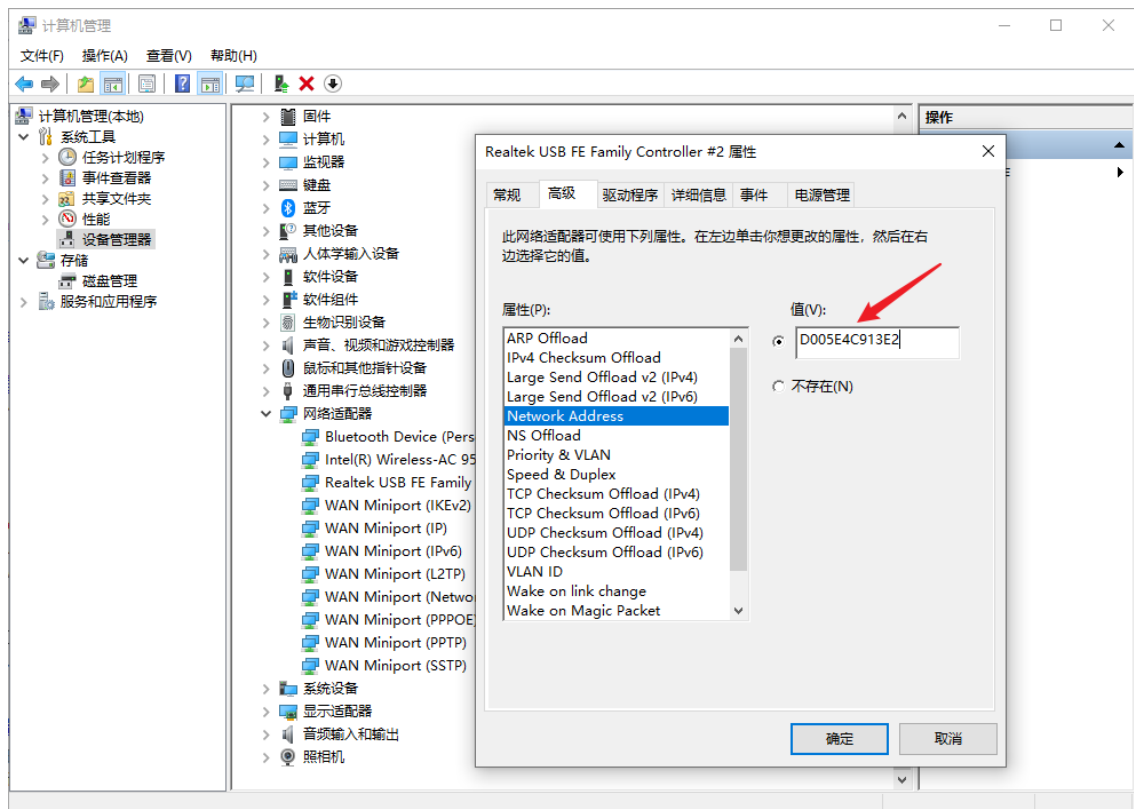 计算机管理
文件(F) 操作(A) 查看(V) 帮助(H)
计算机管理(本地)
系统工具
任务计划程序
事件查看器
共享文件夹
性能
设备管理器
存储
磁盘管理
服务和应用程序
固件
计算机
监视器
键盘
蓝牙
其他设备
人体学输入设备
软件设备
软件组件
生物识别设备
声音、视频和游戏控制器
鼠标和其他指针设备
通用串行总线控制器
网络适配器
Bluetooth Device (Pers
Intel(R) Wireless-AC 95
Realtek USB FE Family
WAN Miniport (IKEv2)
WAN Miniport (IP)
WAN Miniport (IPv6)
WAN Miniport (L2TP)
WAN Miniport (Netwo
WAN Miniport (PPPOE
WAN Miniport (PPTP)
WAN Miniport (SSTP)
系统设备
显示适配器
音频输入和输出
照相机
操作
Realtek USB FE Family Controller #2 属性
常规 高级 驱动程序 详细信息 事件 电源管理
此网络适配器可使用下列属性。在左边单击你想更改的属性，然后在右
边选择它的值。
属性(P):
ARP Offload
IPv4 Checksum Offload
Large Send Offload v2 (IPv4)
Large Send Offload v2 (IPv6)
Network Address
NS Offload
Priority & VLAN
Speed & Duplex
TCP Checksum Offload (IPv4)
TCP Checksum Offload (IPv6)
UDP Checksum Offload (IPv4)
UDP Checksum Offload (IPv6)
VLAN ID
Wake on link change
Wake on Magic Packet
值(V):
D005E4C913E2
不存在(N)
确定 取消